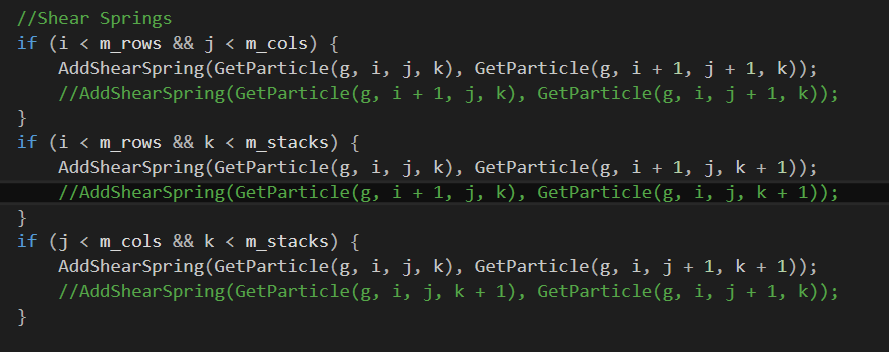 //Shear Springs
if (i < m_rows && j < m_cols) {
    AddShearSpring(GetParticle(g, i, j, k), GetParticle(g, i + 1, j + 1, k));
    //AddShearSpring(GetParticle(g, i + 1, j, k), GetParticle(g, i, j + 1, k));
}
if (i < m_rows && k < m_stacks) {
    AddShearSpring(GetParticle(g, i, j, k), GetParticle(g, i + 1, j, k + 1));
    //AddShearSpring(GetParticle(g, i + 1, j, k), GetParticle(g, i, j, k + 1));
}
if (j < m_cols && k < m_stacks) {
    AddShearSpring(GetParticle(g, i, j, k), GetParticle(g, i, j + 1, k + 1));
    //AddShearSpring(GetParticle(g, i, j, k + 1), GetParticle(g, i, j + 1, k));
}